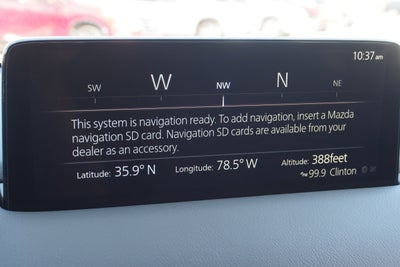 10:37am
SW W NW N NE
This system is navigation ready. To add navigation, insert a Mazda
navigation SD card. Navigation SD cards are available from your
dealer as an accessory.
Latitude: 35.9° N Longitude: 78.5° W Altitude: 388feet
99.9 Clinton